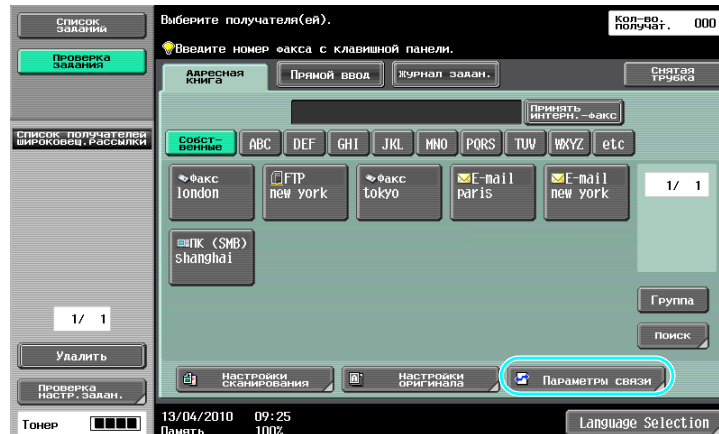 Список
заданий
Проверка
задания
Список получателей
широковещ.рассылки
1/ 1
Удалить
Проверка
настр.задан.
Тонер
Выберите получателя(ей).
Кол-во.
получат. 000
Введите номер факса с клавишной панели.
Адресная
книга
Прямой ввод
Журнал задан.
Снятая
трубка
Принять
интерн.-факс
Собст-
венные
ABC
DEF
GHI
JKL
MNO
PQRS
TUV
WXYZ
etc
Факс
london
FTP
new york
Факс
tokyo
E-mail
paris
E-mail
new york
1/ 1
ПК (SMB)
shanghai
Группа
Поиск
Настройки
сканирования
Настройки
оригинала
Параметры связи
13/04/2010 09:25
Память 100%
Language Selection